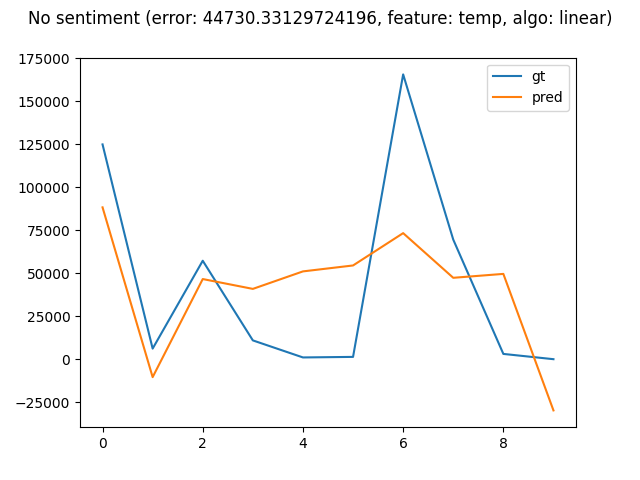 No sentiment (error: 44730.33129724196, feature: temp, algo: linear)
175000
150000
125000
100000
75000
50000
25000
0
−25000
0 2 4 6 8
gt
pred